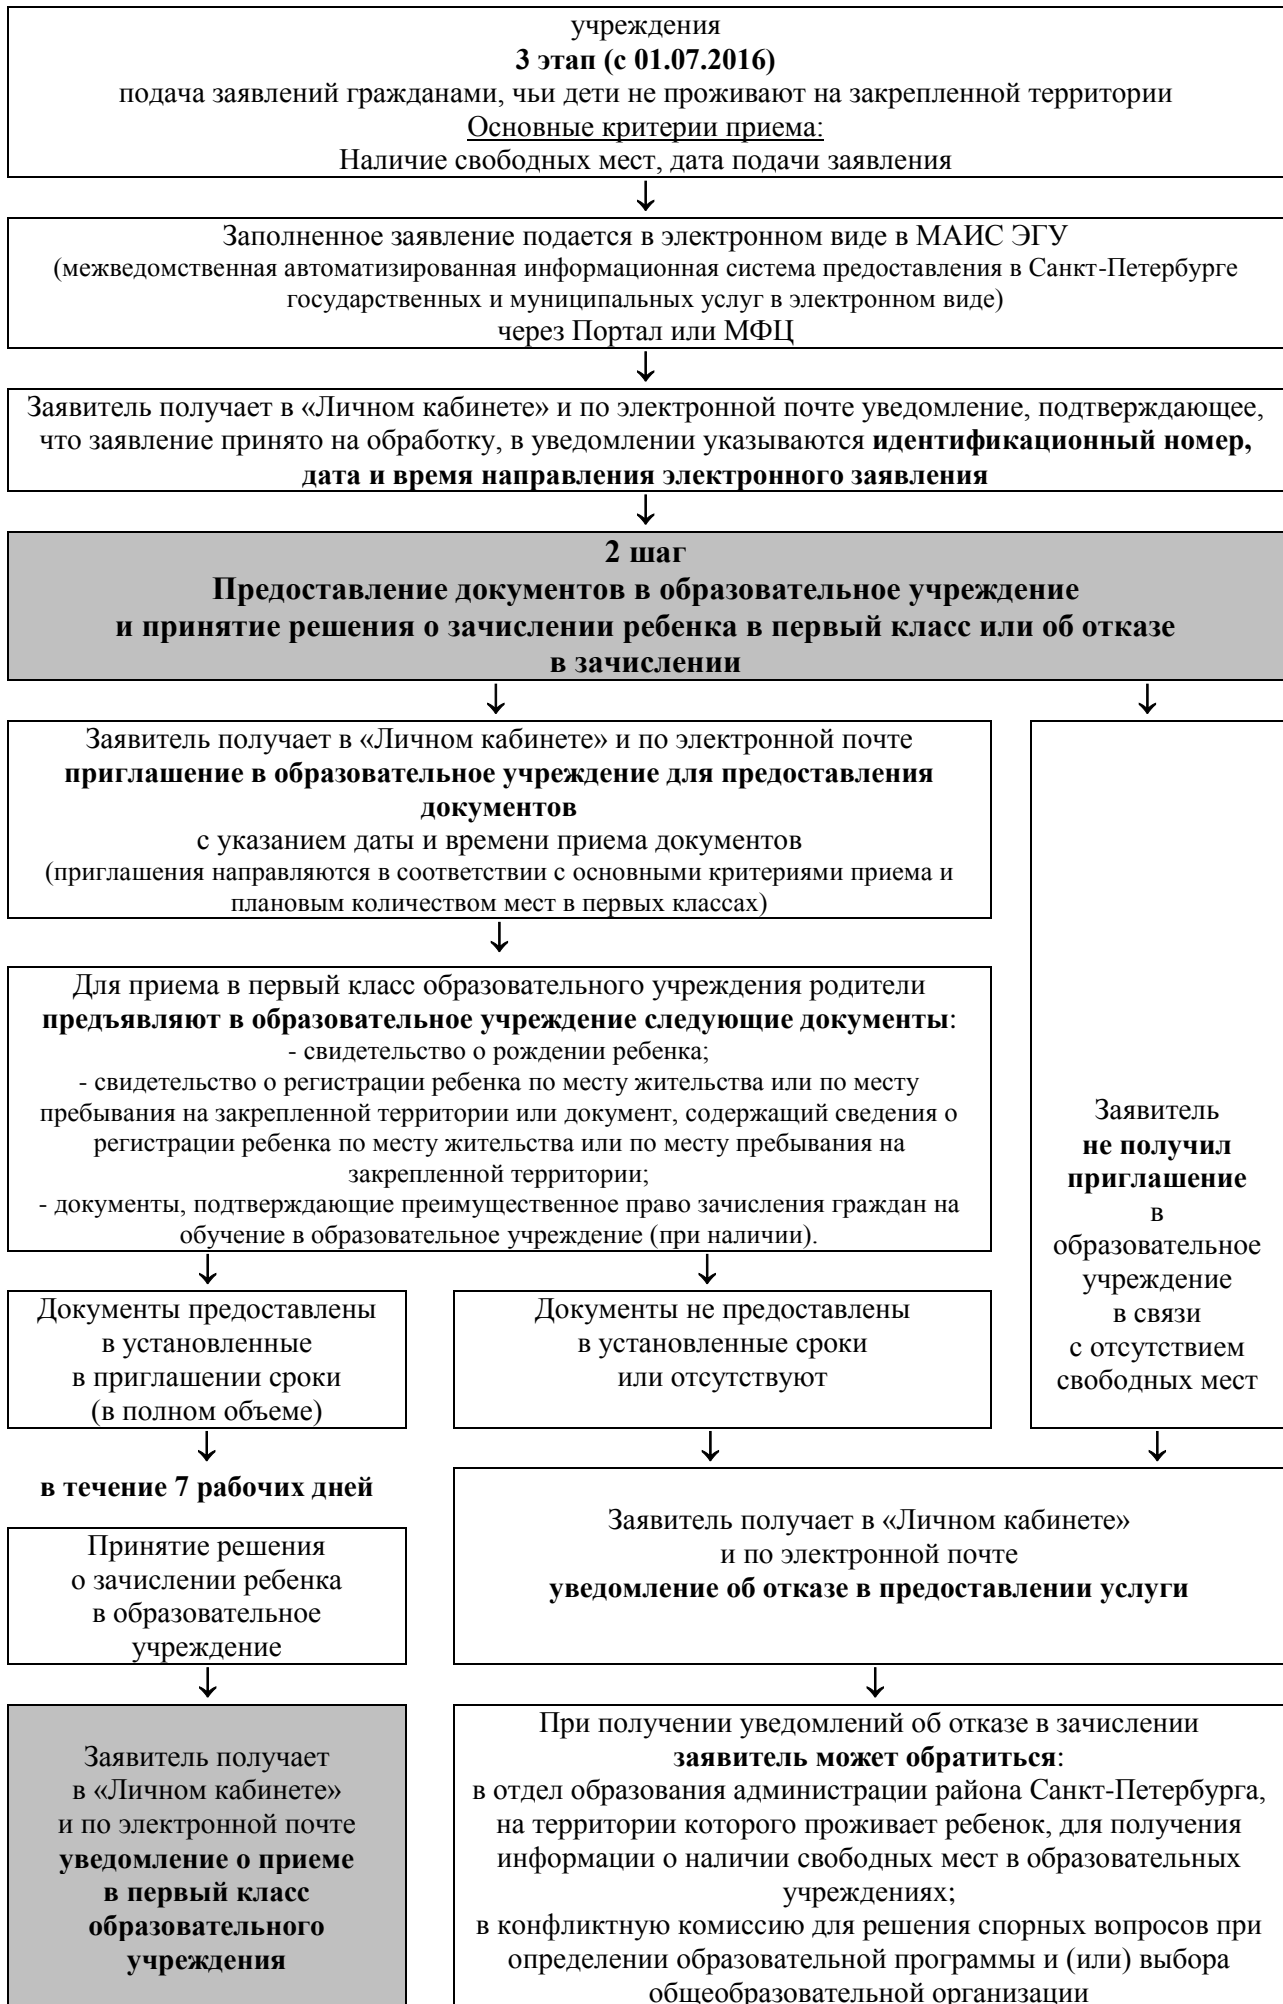 учреждения
3 этап (с 01.07.2016)
подача заявлений гражданами, чьи дети не проживают на закрепленной территории
Основные критерии приема:
Наличие свободных мест, дата подачи заявления
↓
Заполненное заявление подается в электронном виде в МАИС ЭГУ
(межведомственная автоматизированная информационная система предоставления в Санкт-Петербурге
государственных и муниципальных услуг в электронном виде)
через Портал или МФЦ
↓
Заявитель получает в «Личном кабинете» и по электронной почте уведомление, подтверждающее,
что заявление принято на обработку, в уведомлении указываются идентификационный номер,
дата и время направления электронного заявления
↓
2 шаг
Предоставление документов в образовательное учреждение
и принятие решения о зачислении ребенка в первый класс или об отказе
в зачислении
↓
↓
Заявитель получает в «Личном кабинете» и по электронной почте
приглашение в образовательное учреждение для предоставления
документов
с указанием даты и времени приема документов
(приглашения направляются в соответствии с основными критериями приема и
плановым количеством мест в первых классах)
↓
Для приема в первый класс образовательного учреждения родители
предъявляют в образовательное учреждение следующие документы:
- свидетельство о рождении ребенка;
- свидетельство о регистрации ребенка по месту жительства или по месту
пребывания на закрепленной территории или документ, содержащий сведения о
регистрации ребенка по месту жительства или по месту пребывания на
закрепленной территории;
- документы, подтверждающие преимущественное право зачисления граждан на
обучение в образовательное учреждение (при наличии).
Заявитель
не получил
приглашение
в
образовательное
учреждение
в связи
с отсутствием
свободных мест
↓
↓
Документы предоставлены
в установленные
в приглашении сроки
(в полном объеме)
Документы не предоставлены
в установленные сроки
или отсутствуют
↓
↓
↓
в течение 7 рабочих дней
Принятие решения
о зачислении ребенка
в образовательное
учреждение
Заявитель получает в «Личном кабинете»
и по электронной почте
уведомление об отказе в предоставлении услуги
↓
↓
Заявитель получает
в «Личном кабинете»
и по электронной почте
уведомление о приеме
в первый класс
образовательного
учреждения
При получении уведомлений об отказе в зачислении
заявитель может обратиться:
в отдел образования администрации района Санкт-Петербурга,
на территории которого проживает ребенок, для получения
информации о наличии свободных мест в образовательных
учреждениях;
в конфликтную комиссию для решения спорных вопросов при
определении образовательной программы и (или) выбора
общеобразовательной организации